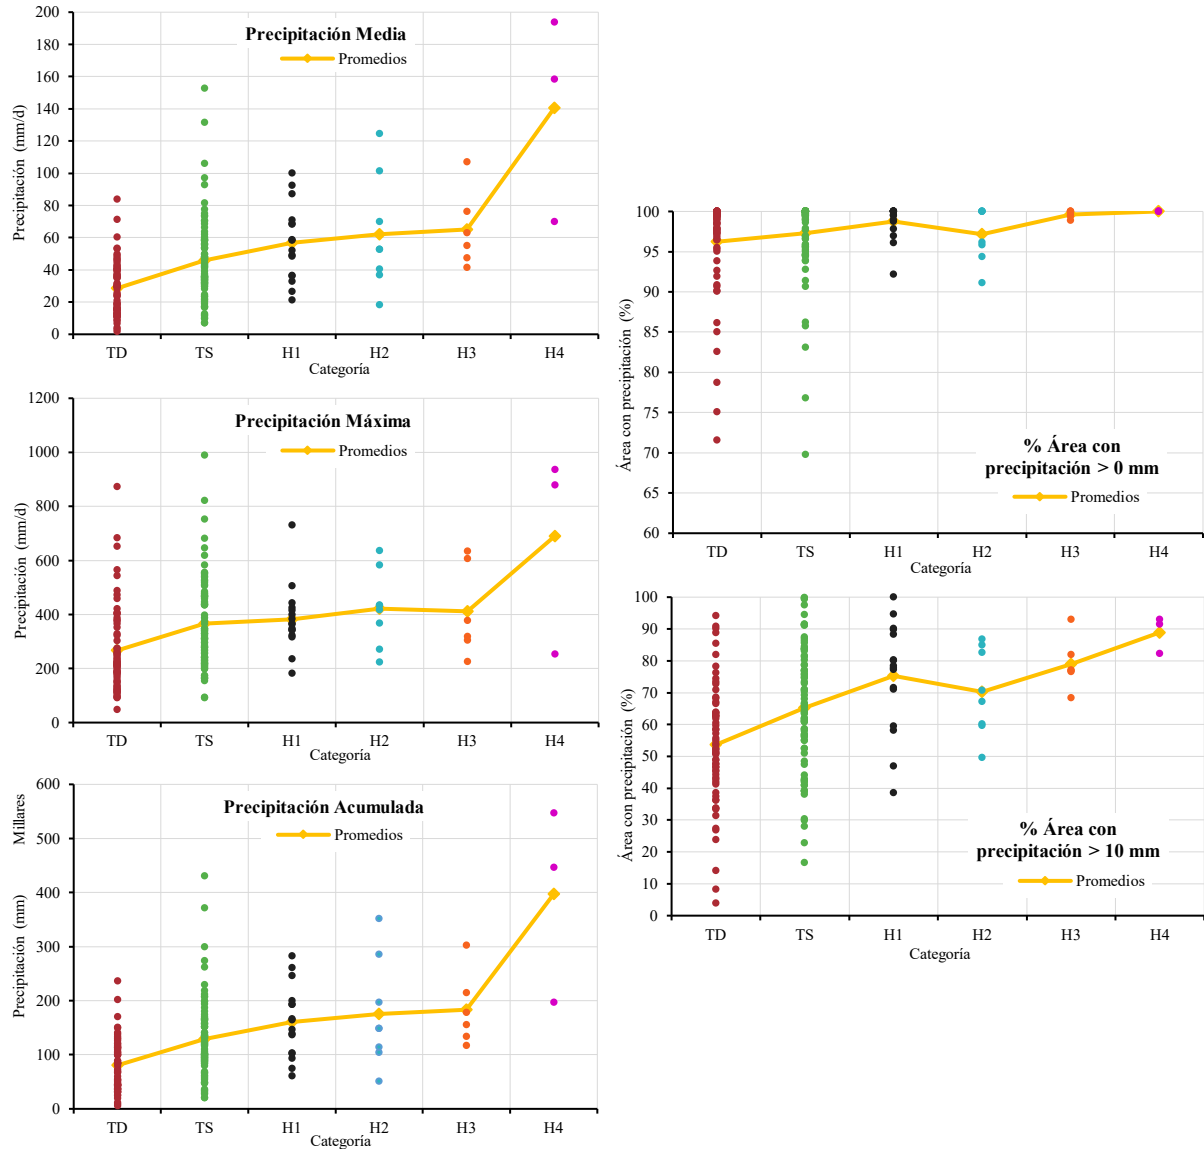 Precipitación Media
Promedios
Precipitación (mm/d)
200
180
160
140
120
100
80
60
40
20
0
TD TS H1 H2 H3 H4
Categoría
Precipitación Máxima
Promedios
Precipitación (mm/d)
1200
1000
800
600
400
200
0
TD TS H1 H2 H3 H4
Categoría
Precipitación Acumulada
Promedios
Millares
Precipitación (mm)
600
500
400
300
200
100
0
TD TS H1 H2 H3 H4
Categoría
Área con precipitación (%)
100
95
90
85
80
75
70
65
60
% Área con
precipitación > 0 mm
Promedios
TD TS H1 H2 H3 H4
Categoría
Área con precipitación (%)
100
90
80
70
60
50
40
30
20
10
0
% Área con
precipitación > 10 mm
Promedios
TD TS H1 H2 H3 H4
Categoría